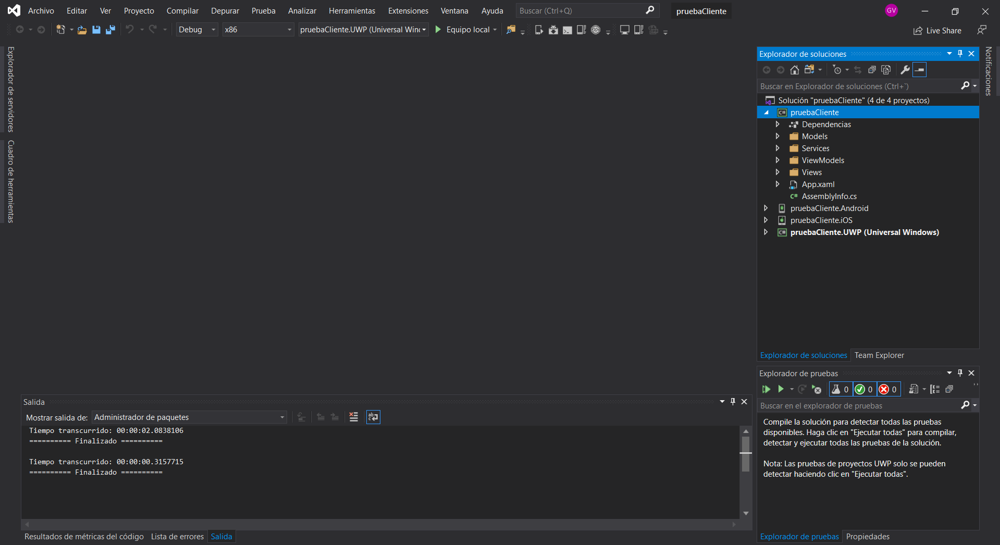 Archivo Editar Ver Proyecto Compilar Depurar Prueba Analizar Herramientas Extensiones Ventana Ayuda Buscar (Ctrl+Q) pruebaCliente GV
Debug x86 pruebaCliente.UWP (Universal Winc Equipo local Live Share
Explorador de servidores
Cuadro de herramientas
Explorador de soluciones
Buscar en Explorador de soluciones (Ctrl+`)
Solución "pruebaCliente" (4 de 4 proyectos)
C# pruebaCliente
Dependencias
Models
Services
ViewModels
Views
App.xaml
C# AssemblyInfo.cs
pruebaCliente.Android
pruebaCliente.iOS
C# pruebaCliente.UWP (Universal Windows)
Explorador de soluciones Team Explorer
Notificaciones
Explorador de pruebas
0 0 0
Buscar en el explorador de pruebas
Compile la solución para detectar todas las pruebas
disponibles. Haga clic en "Ejecutar todas" para compilar,
detectar y ejecutar todas las pruebas de la solución.
Nota: Las pruebas de proyectos UWP solo se pueden
detectar haciendo clic en "Ejecutar todas".
Explorador de pruebas Propiedades
Salida
Mostrar salida de: Administrador de paquetes
Tiempo transcurrido: 00:00:02.0838106
========== Finalizado ==========
Tiempo transcurrido: 00:00:00.3157715
========== Finalizado ==========
Resultados de métricas del código Lista de errores Salida